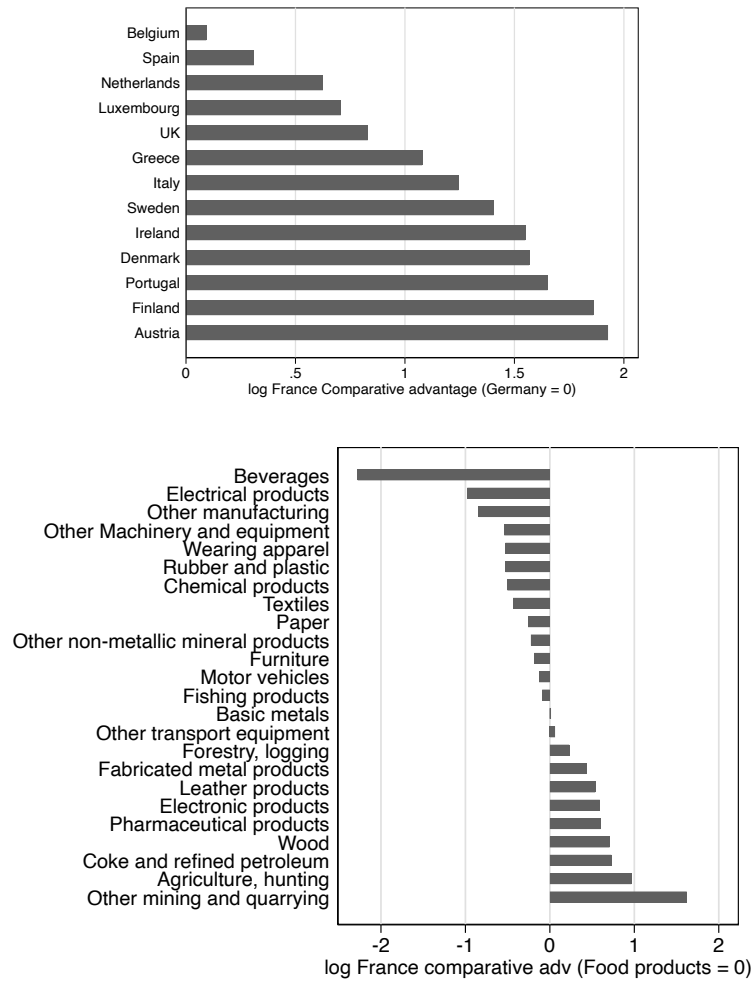 Belgium
Spain
Netherlands
Luxembourg
UK
Greece
Italy
Sweden
Ireland
Denmark
Portugal
Finland
Austria
0 .5 1 1.5 2
log France Comparative advantage (Germany = 0)
Beverages
Electrical products
Other manufacturing
Other Machinery and equipment
Wearing apparel
Rubber and plastic
Chemical products
Textiles
Paper
Other non-metallic mineral products
Furniture
Motor vehicles
Fishing products
Basic metals
Other transport equipment
Forestry, logging
Fabricated metal products
Leather products
Electronic products
Pharmaceutical products
Wood
Coke and refined petroleum
Agriculture, hunting
Other mining and quarrying
-2 -1 0 1 2
log France comparative adv (Food products = 0)